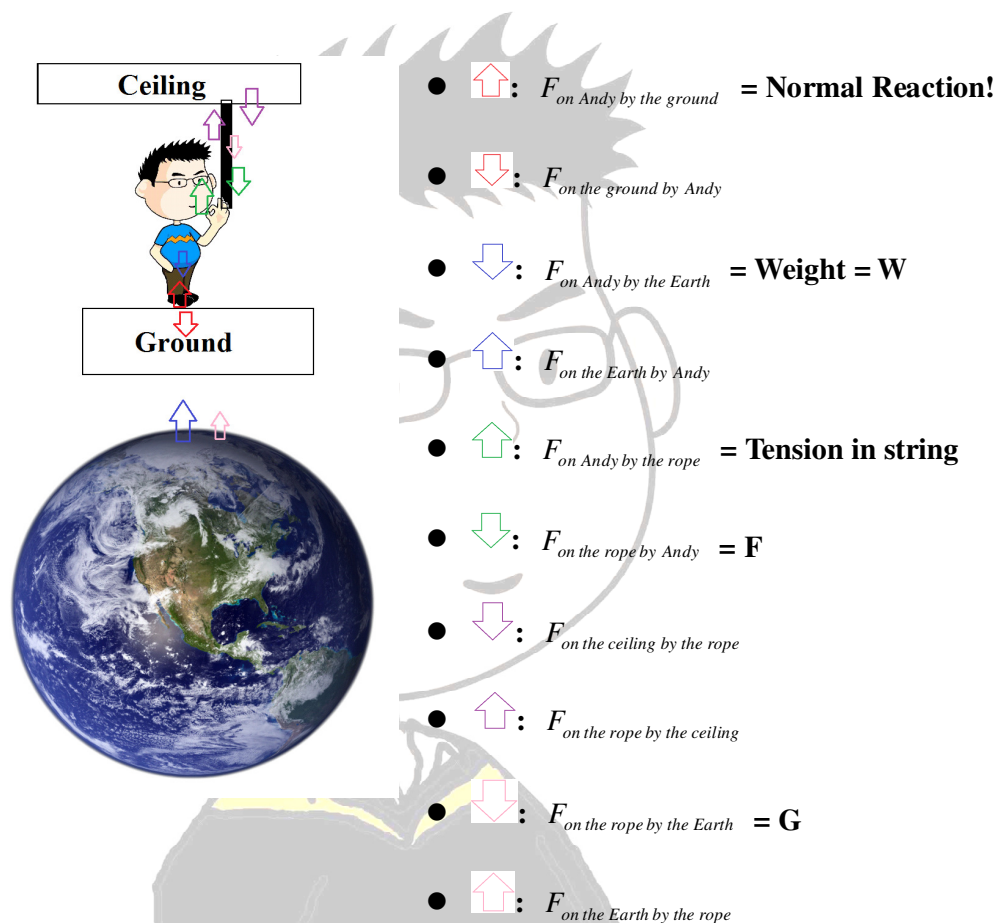 Ceiling
Ground
● : F on Andy by the ground = Normal Reaction!
● : F on the ground by Andy
● : F on Andy by the Earth = Weight = W
● : F on the Earth by Andy
● : F on Andy by the rope = Tension in string
● : F on the rope by Andy = F
● : F on the ceiling by the rope
● : F on the rope by the ceiling
● : F on the rope by the Earth = G
● : F on the Earth by the rope